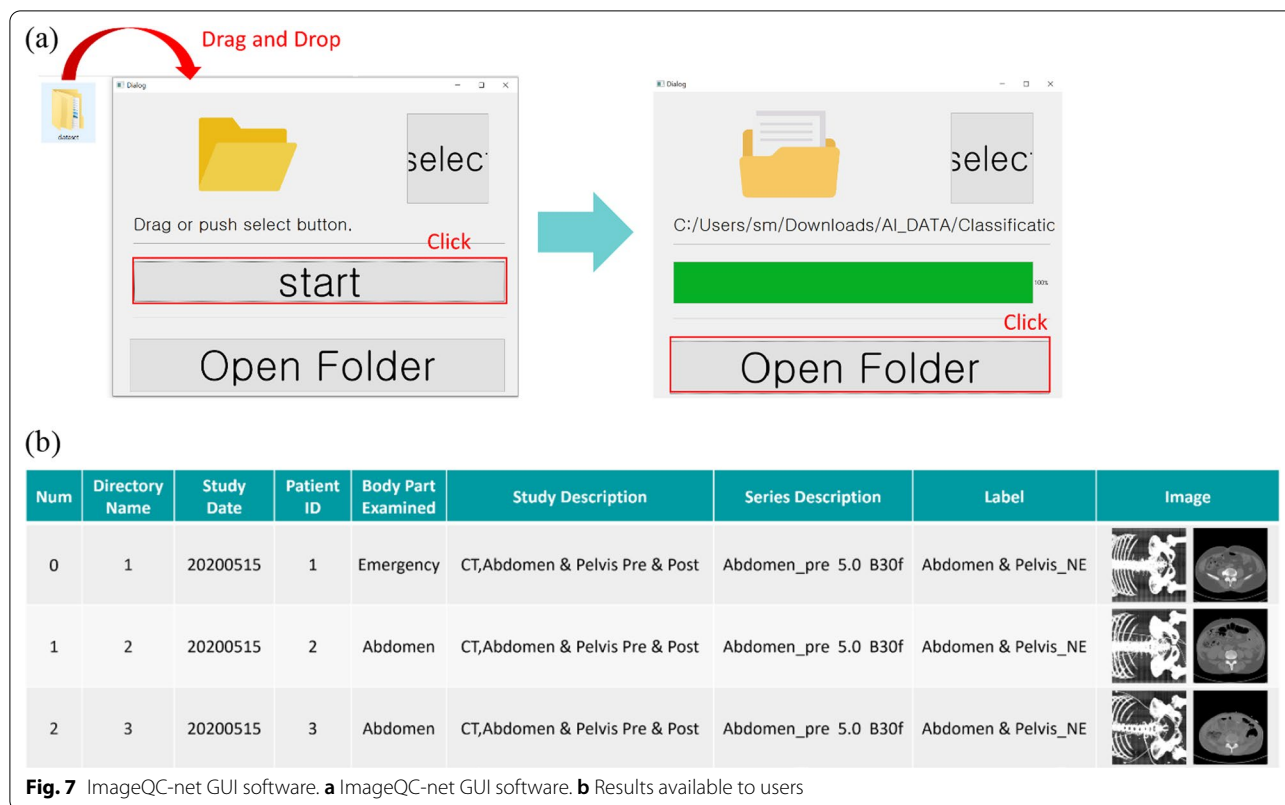 (a)
Drag and Drop
dataset
Dialog
select
Drag or push select button.
Click
start
Open Folder
Dialog
select
C:/Users/sm/Downloads/AI_DATA/Classificatic
100%
Click
Open Folder
(b)
Num Directory Name Study Date Patient ID Body Part Examined Study Description Series Description Label Image
0 1 20200515 1 Emergency CT,Abdomen & Pelvis Pre & Post Abdomen_pre 5.0 B30f Abdomen & Pelvis_NE
1 2 20200515 2 Abdomen CT,Abdomen & Pelvis Pre & Post Abdomen_pre 5.0 B30f Abdomen & Pelvis_NE
2 3 20200515 3 Abdomen CT,Abdomen & Pelvis Pre & Post Abdomen_pre 5.0 B30f Abdomen & Pelvis_NE
Fig. 7 ImageQC-net GUI software. a ImageQC-net GUI software. b Results available to users